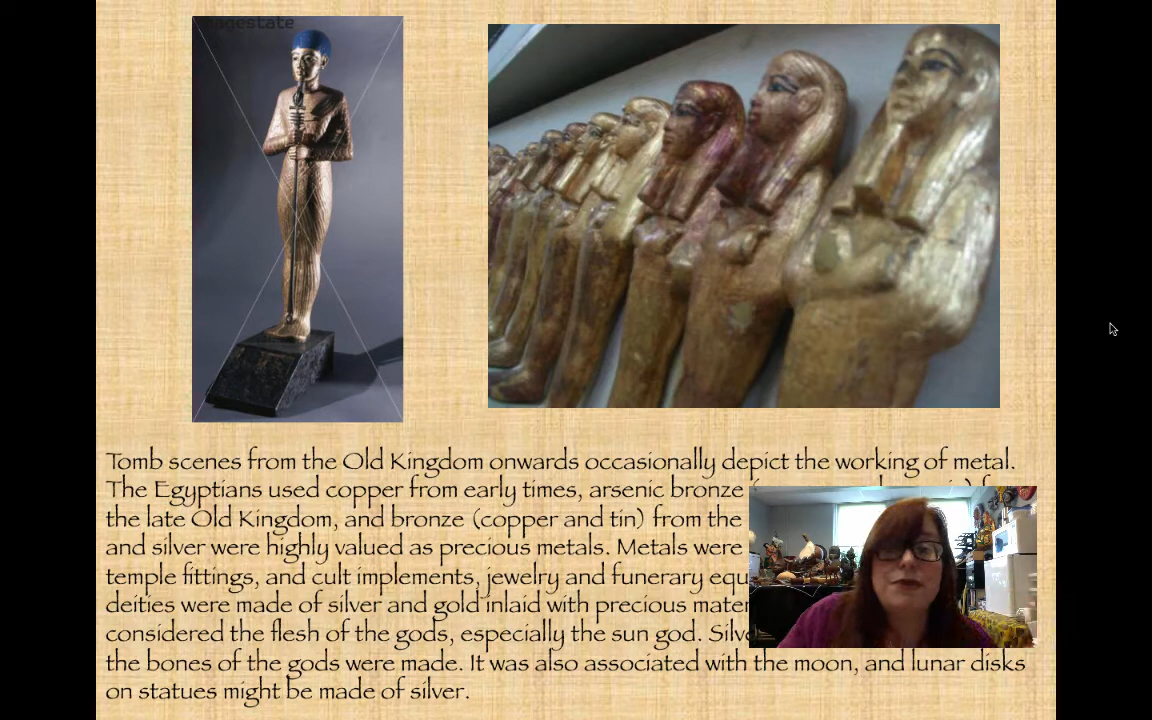 Tomb scenes from the Old Kingdom onwards occasionally depict the working of metal.
The Egyptians used copper from early times, arsenic bronze
the late Old Kingdom, and bronze (copper and tin) from the
and silver were highly valued as precious metals. Metals were
temple fittings, and cult implements, jewelry and funerary
deities were made of silver and gold inlaid with precious
considered the flesh of the gods, especially the sun god.
the bones of the gods were made. It was also associated with the moon, and lunar disks
on statues might be made of silver.